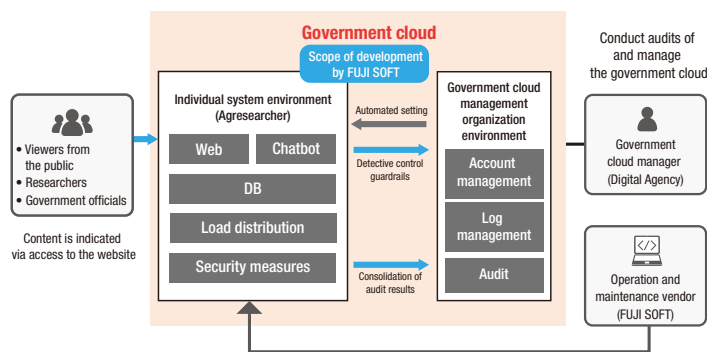 Government cloud
Scope of development
by FUJI SOFT
Conduct audits of
and manage
the government cloud
Individual system environment
(Agresearcher)
Web
Chatbot
DB
Load distribution
Security measures
Automated setting
Detective control
guardrails
Consolidation of
audit results
Government cloud
management
organization
environment
Account
management
Log
management
Audit
• Viewers from
the public
• Researchers
• Government officials
Content is indicated
via access to the website
Government
cloud manager
(Digital Agency)
</>
Operation and
maintenance vendor
(FUJI SOFT)